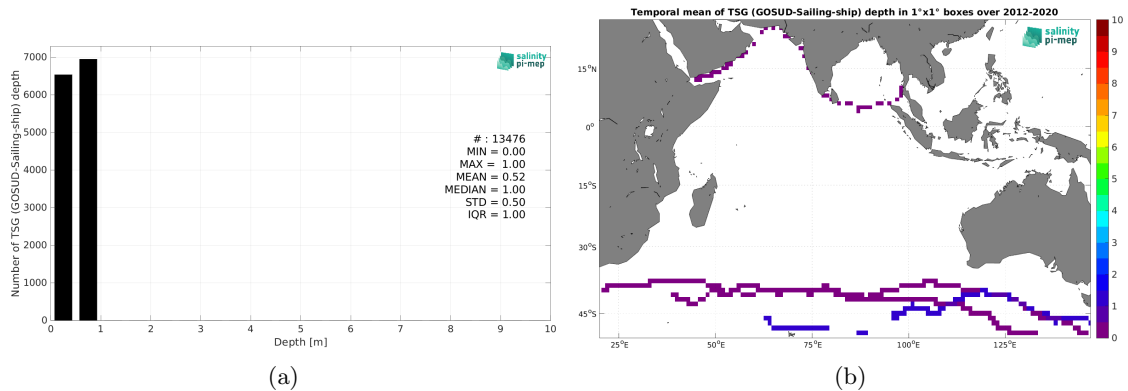 7000
6000
5000
4000
3000
2000
1000
0
Number of TSG (GOSUD-Sailing-ship) depth
salinity
pi-mep
# : 13476
MIN = 0.00
MAX = 1.00
MEAN = 0.52
MEDIAN = 1.00
STD = 0.50
IQR = 1.00
0 1 2 3 4 5 6 7 8 9 10
Depth [m]
(a)
Temporal mean of TSG (GOSUD-Sailing-ship) depth in 1°x1° boxes over 2012-2020
salinity
pi-mep
15°N
0°
15°S
30°S
45°S
25°E 50°E 75°E 100°E 125°E
10
9
8
7
6
5
4
3
2
1
0
(b)